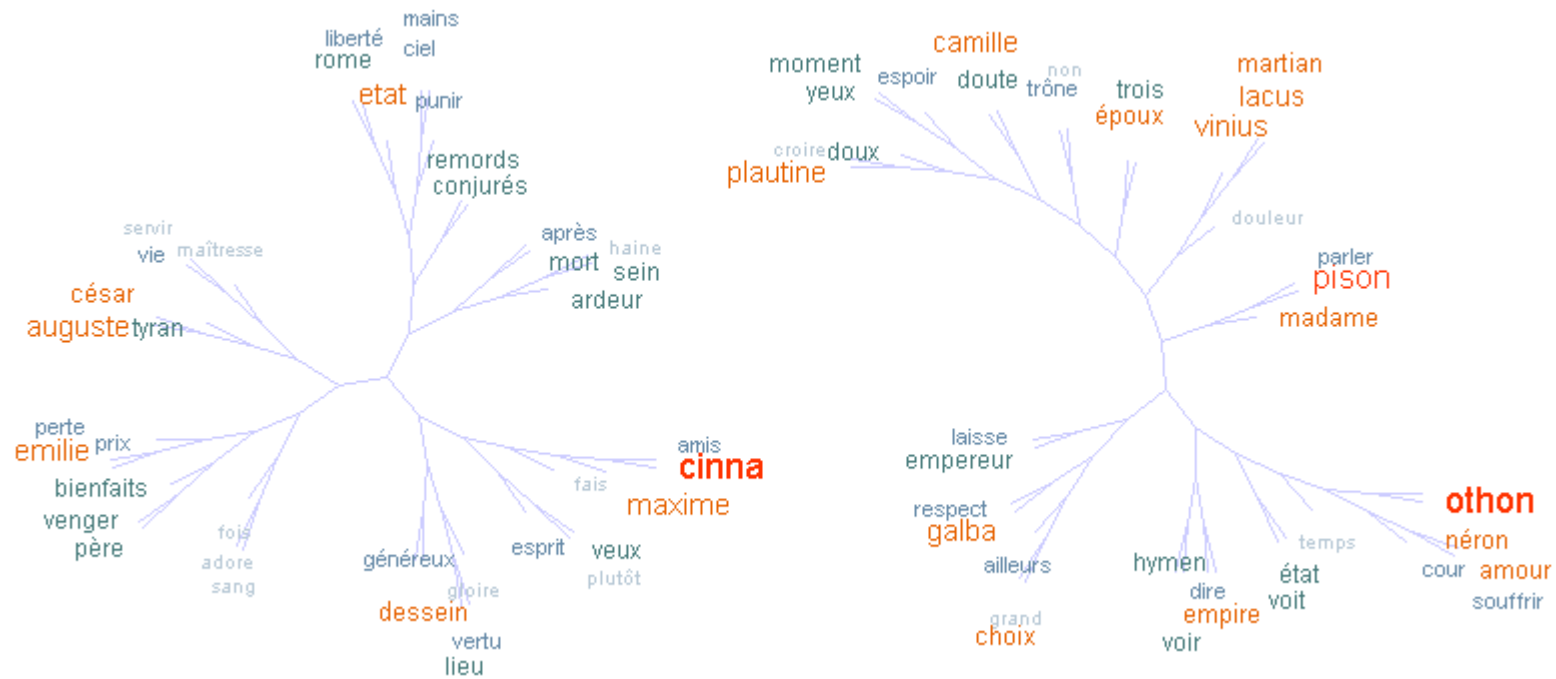 mains
liberté
ciel
rome
etat
punir
remords
conjurés
après
haine
mort
sein
ardeur
servir
vie
maîtresse
césar
auguste
tyran
perte
prix
emilie
bienfaits
venger
père
fois
adore
sang
généreux
gloire
dessein
vertu
lieu
esprit
veux
plutôt
amis
cinna
fais
maxime
camille
moment
espoir
doute
non
trône
yeux
trois
époux
martian
lacus
vinius
croire
doux
plautine
douleur
parler
pison
madame
laisse
empereur
respect
galba
ailleurs
grand
choix
hymen
dire
empire
voir
temps
état
voit
othon
néron
cour
amour
souffrir